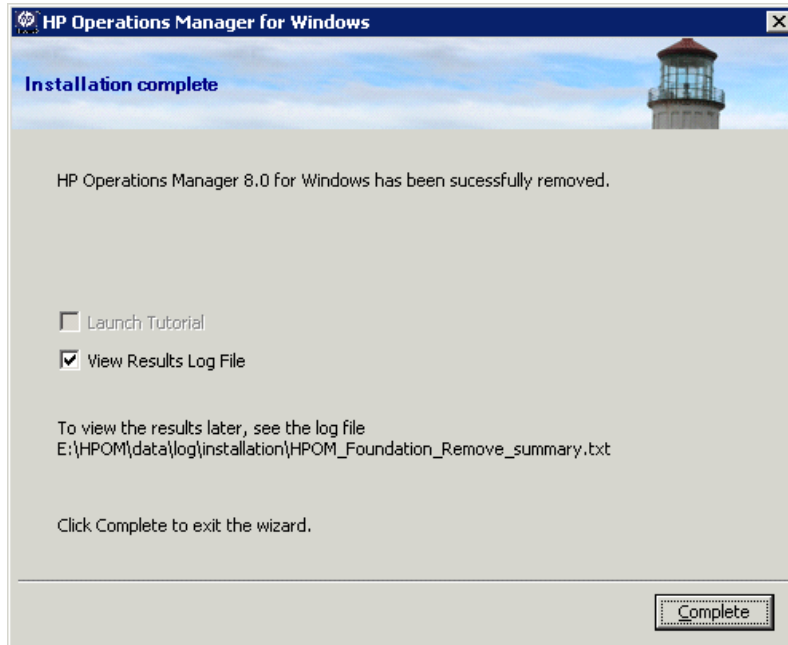 HP Operations Manager for Windows
Installation complete
HP Operations Manager 8.0 for Windows has been sucessfully removed.
Launch Tutorial
View Results Log File
To view the results later, see the log file
E:\HPOM\data\log\installation\HPOM_Foundation_Remove_summary.txt
Click Complete to exit the wizard.
Complete